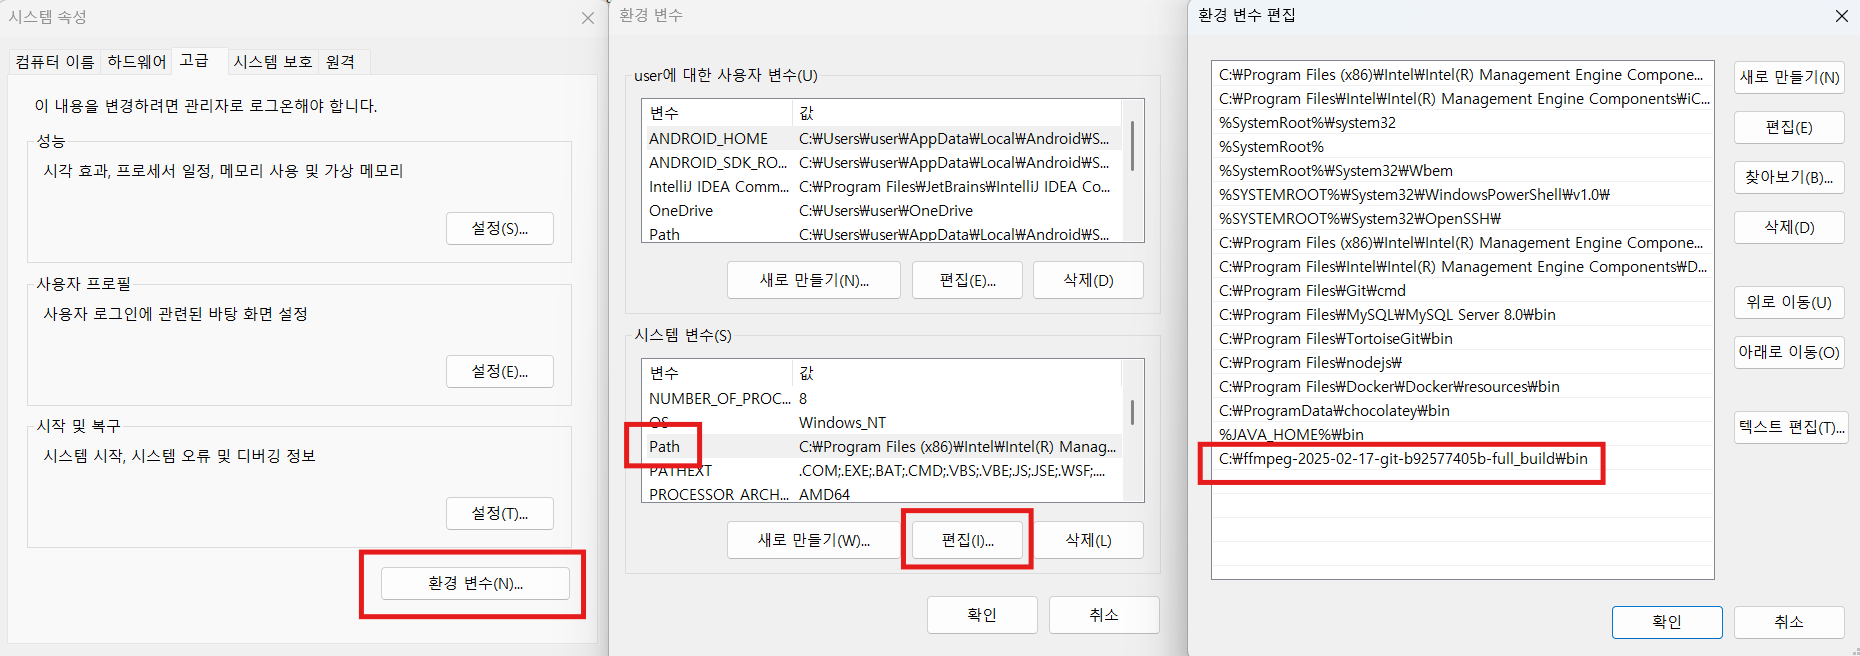 시스템 속성
컴퓨터 이름
하드웨어
고급
시스템 보호
원격
이 내용을 변경하려면 관리자로 로그온해야 합니다.
성능
시각 효과, 프로세서 일정, 메모리 사용 및 가상 메모리
설정(S)...
사용자 프로필
사용자 로그인에 관련된 바탕 화면 설정
설정(E)...
시작 및 복구
시스템 시작, 시스템 오류 및 디버깅 정보
설정(T)...
환경 변수(N)...
환경 변수
user에 대한 사용자 변수(U)
변수 값
ANDROID_HOME C:₩Users₩user₩AppData₩Local₩Android₩S...
ANDROID_SDK_RO... C:₩Users₩user₩AppData₩Local₩Android₩S...
IntelliJ IDEA Comm... C:₩Program Files₩JetBrains₩IntelliJ IDEA Co...
OneDrive C:₩Users₩user₩OneDrive
Path C:₩Users₩user₩AppData₩Local₩Android₩S...
새로 만들기(N)...
편집(E)...
삭제(D)
시스템 변수(S)
변수 값
NUMBER_OF_PROC... 8
OS Windows_NT
Path C:₩Program Files (x86)₩Intel₩Intel(R) Manag...
PATHEXT .COM;.EXE;.BAT;.CMD;.VBS;.VBE;.JS;.JSE;.WSF;....
PROCESSOR_ARCH... AMD64
새로 만들기(W)...
편집(I)...
삭제(L)
확인
취소
환경 변수 편집
C:₩Program Files (x86)₩Intel₩Intel(R) Management Engine Compone...
C:₩Program Files₩Intel₩Intel(R) Management Engine Components₩iC...
%SystemRoot%₩system32
%SystemRoot%
%SystemRoot%₩System32₩Wbem
%SYSTEMROOT%₩System32₩WindowsPowerShell₩v1.0₩
%SYSTEMROOT%₩System32₩OpenSSH₩
C:₩Program Files (x86)₩Intel₩Intel(R) Management Engine Compone...
C:₩Program Files₩Intel₩Intel(R) Management Engine Components₩D...
C:₩Program Files₩Git₩cmd
C:₩Program Files₩MySQL₩MySQL Server 8.0₩bin
C:₩Program Files₩TortoiseGit₩bin
C:₩Program Files₩nodejs₩
C:₩Program Files₩Docker₩Docker₩resources₩bin
C:₩ProgramData₩chocolatey₩bin
%JAVA_HOME%₩bin
C:₩ffmpeg-2025-02-17-git-b92577405b-full_build₩bin
새로 만들기(N)
편집(E)
찾아보기(B)...
삭제(D)
위로 이동(U)
아래로 이동(O)
텍스트 편집(T)...
확인
취소